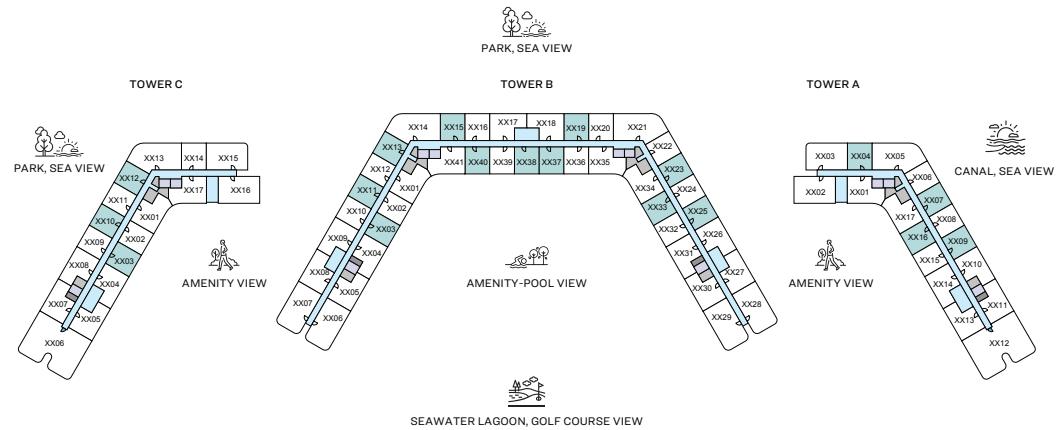 PARK, SEA VIEW
TOWER C
TOWER B
TOWER A
PARK, SEA VIEW
CANAL, SEA VIEW
XX13
XX14
XX15
XX12
XX17
XX16
XX11
XX01
XX10
XX02
XX09
XX03
XX08
XX04
XX07
XX05
XX06
AMENITY VIEW
XX14
XX15
XX16
XX17
XX18
XX19
XX20
XX21
XX13
XX41
XX40
XX39
XX38
XX37
XX36
XX35
XX22
XX12
XX01
XX34
XX23
XX11
XX02
XX33
XX24
XX10
XX03
XX32
XX25
XX09
XX04
XX31
XX26
XX08
XX05
XX30
XX27
XX07
XX06
XX29
XX28
AMENITY-POOL VIEW
XX03
XX04
XX05
XX02
XX01
XX06
XX17
XX07
XX16
XX08
XX15
XX09
XX14
XX10
XX13
XX11
XX12
AMENITY VIEW
SEAWATER LAGOON, GOLF COURSE VIEW